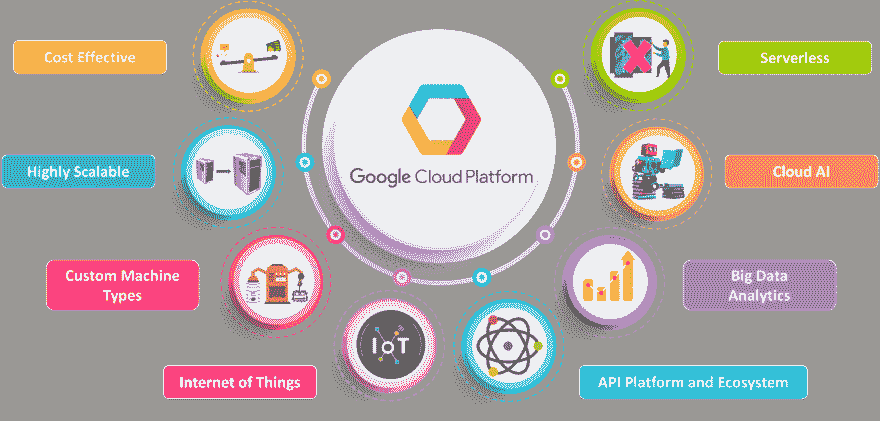 Cost Effective
Serverless
Google Cloud Platform
Highly Scalable
Cloud AI
Custom Machine
Types
Big Data
Analytics
IoT
Internet of Things
API Platform and Ecosystem